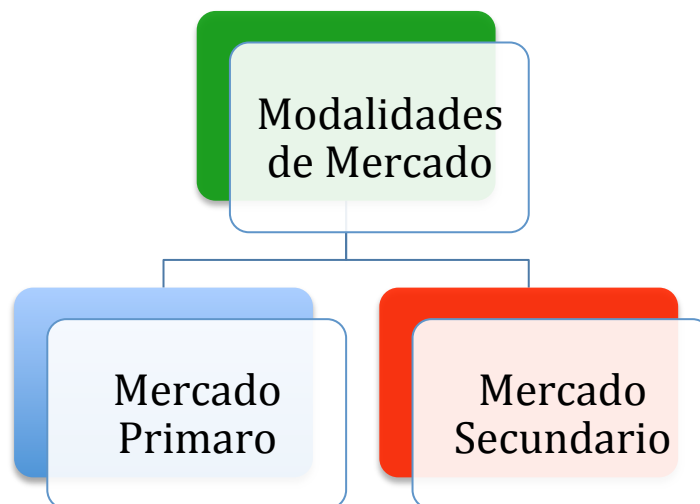 Modalidades
de Mercado
Mercado
Primaro
Mercado
Secundario